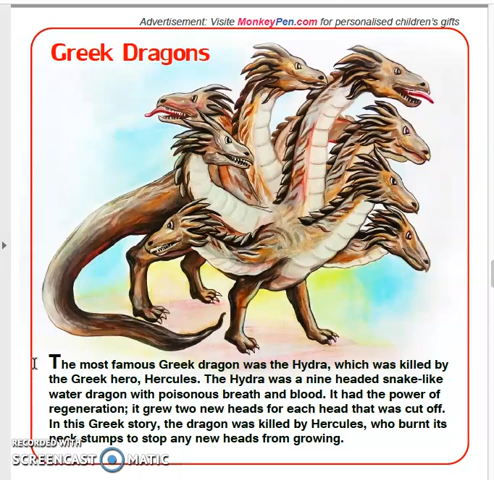 Advertisement: Visit MonkeyPen.com for personalised children's gifts
Greek Dragons
The most famous Greek dragon was the Hydra, which was killed by
the Greek hero, Hercules. The Hydra was a nine headed snake-like
water dragon with poisonous breath and blood. It had the power of
regeneration; it grew two new heads for each head that was cut off.
In this Greek story, the dragon was killed by Hercules, who burnt its
neck stumps to stop any new heads from growing.
RECORDED WITH
SCREENCAST MATIC